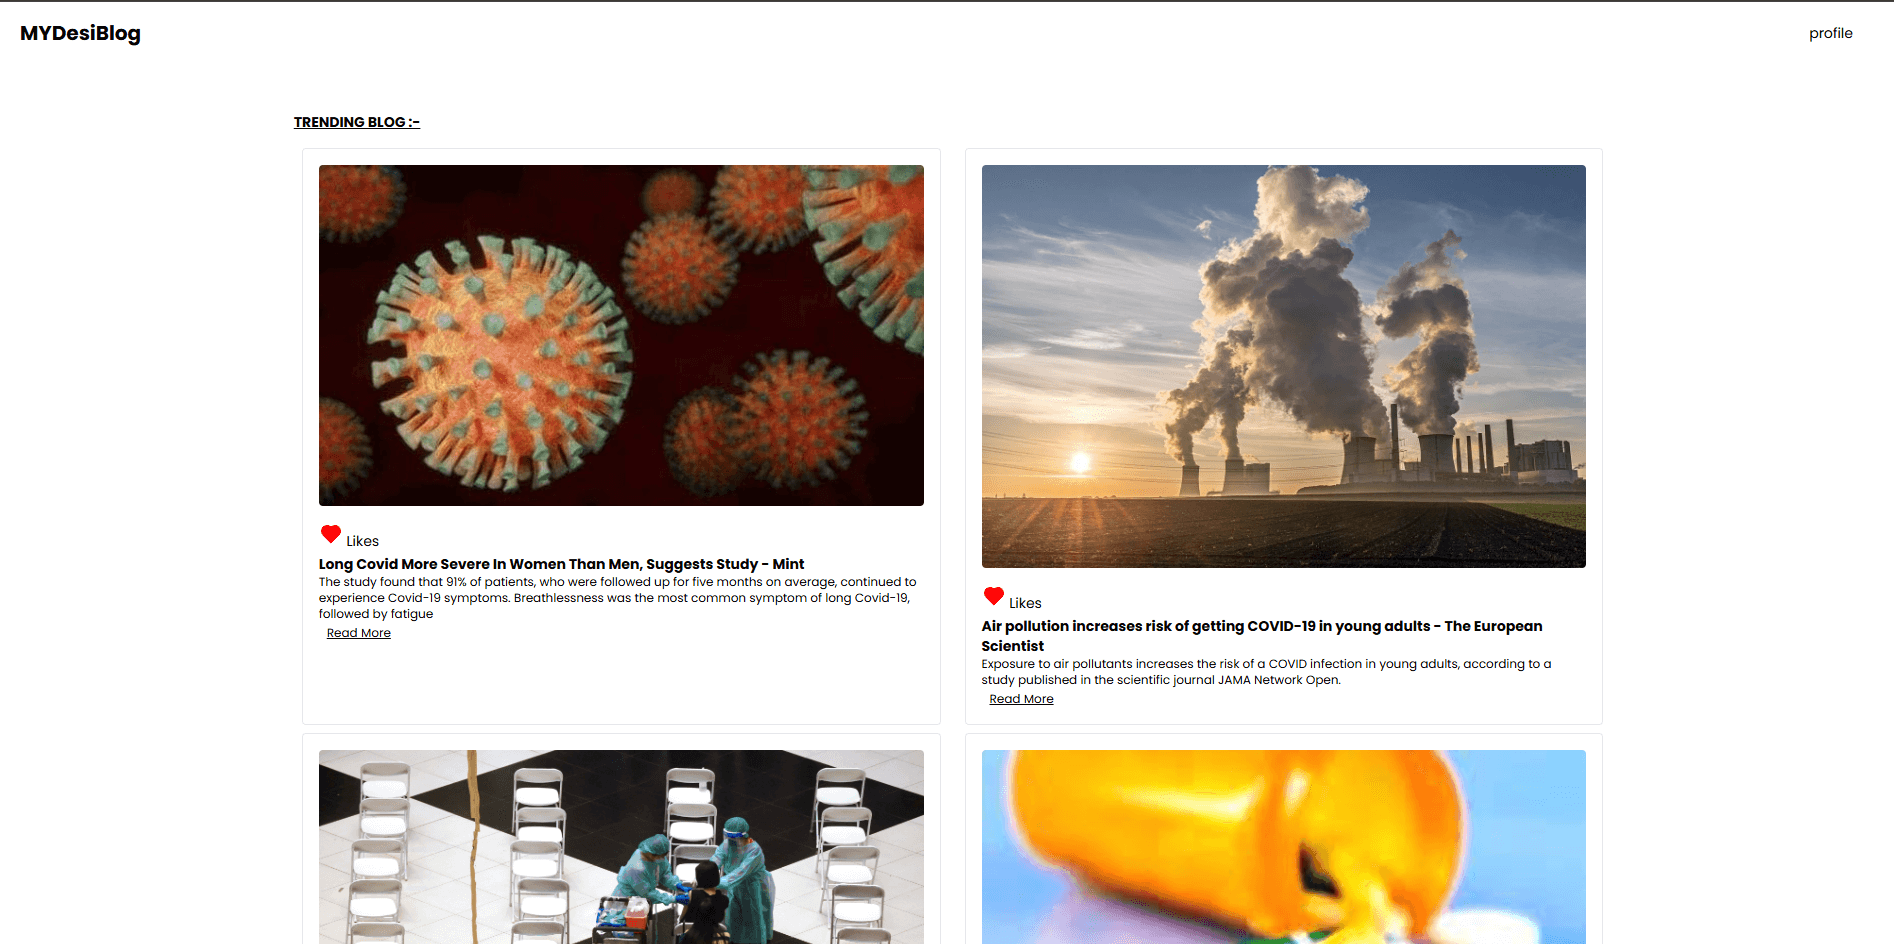 MYDesiBlog
profile
TRENDING BLOG :-
Likes
Long Covid More Severe In Women Than Men, Suggests Study - Mint
The study found that 91% of patients, who were followed up for five months on average, continued to
experience Covid-19 symptoms. Breathlessness was the most common symptom of long Covid-19,
followed by fatigue
Read More
Likes
Air pollution increases risk of getting COVID-19 in young adults - The European
Scientist
Exposure to air pollutants increases the risk of a COVID infection in young adults, according to a
study published in the scientific journal JAMA Network Open.
Read More